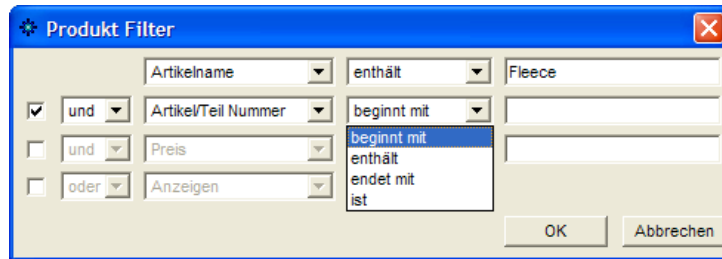 Produkt Filter
Artikelname enthält Fleece
und Artikel/Teil Nummer beginnt mit
und Preis beginnt mit
enthält
oder Anzeigen endet mit
ist
OK Abbrechen